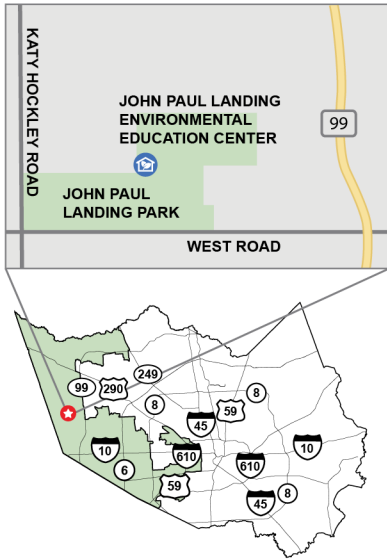 KATY HOCKLEY ROAD
JOHN PAUL LANDING
ENVIRONMENTAL
EDUCATION CENTER
99
JOHN PAUL
LANDING PARK
WEST ROAD
249
99
290
8
8
59
45
10
10
610
610
6
59
8
45